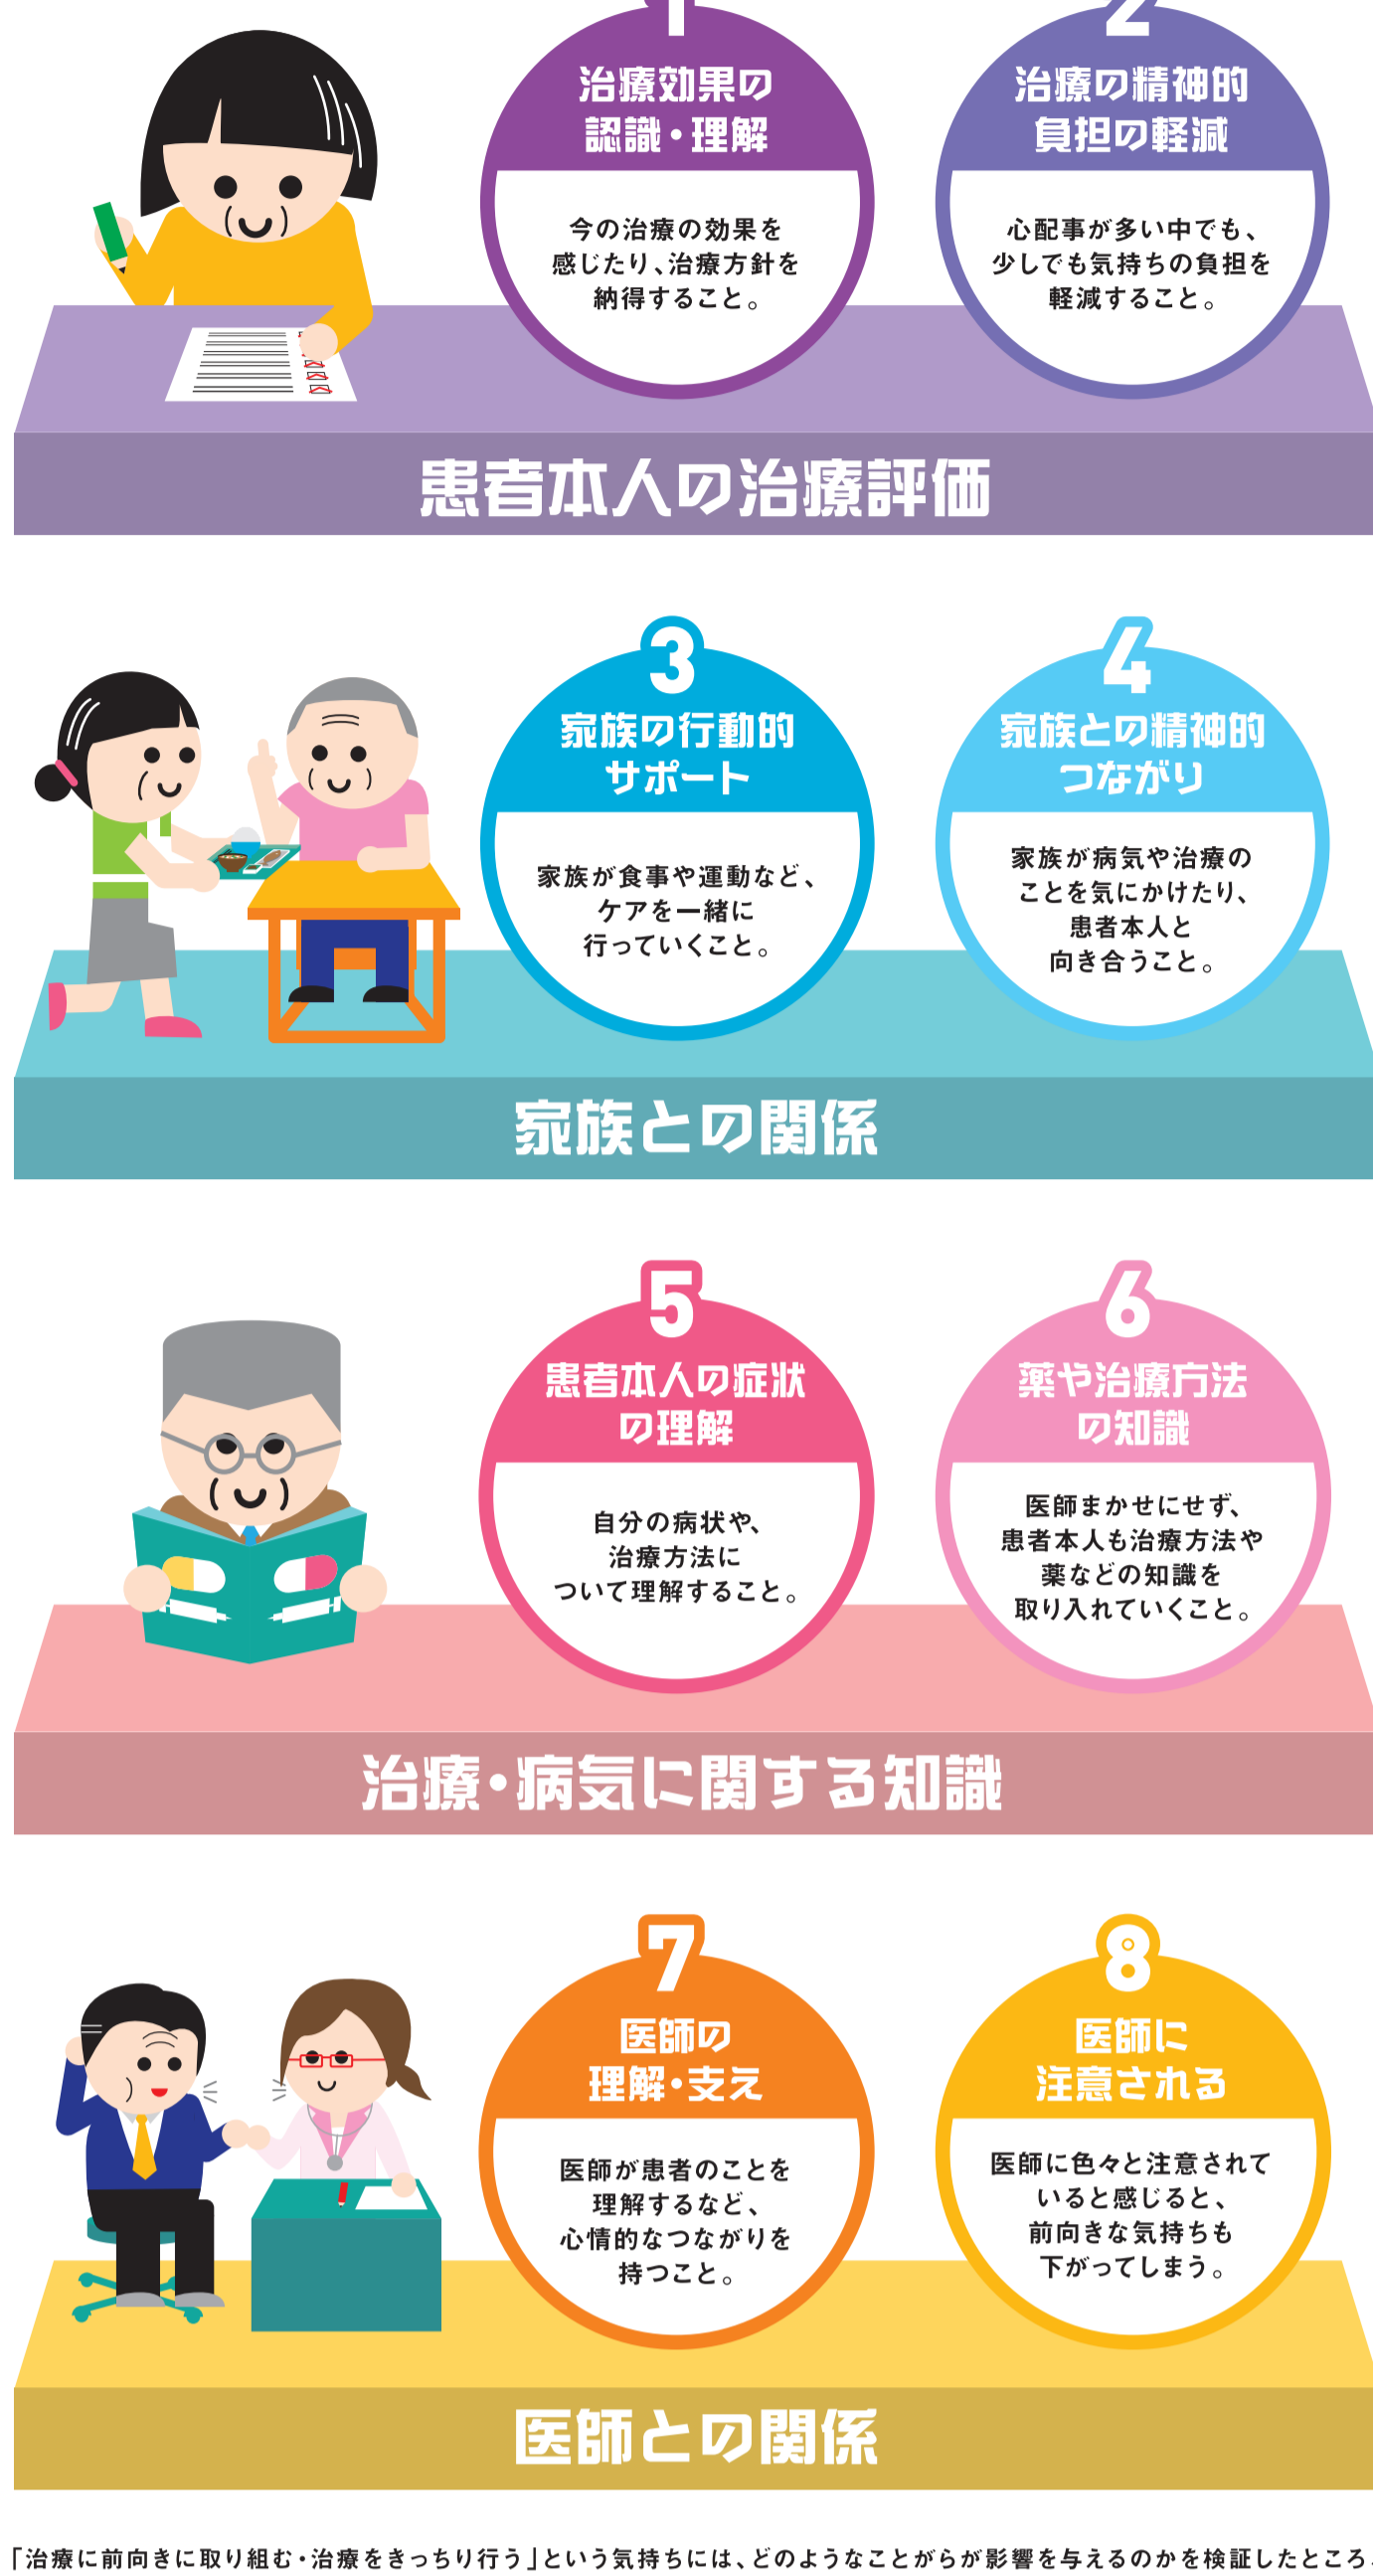 1
治療効果の
認識・理解
今の治療の効果を
感じたり、治療方針を
納得すること。
2
治療の精神的
負担の軽減
心配事が多い中でも、
少しでも気持ちの負担を
軽減すること。
患者本人の治療評価
3
家族の行動的
サポート
家族が食事や運動など、
ケアを一緒に
行っていくこと。
4
家族との精神的
つながり
家族が病気や治療の
ことを気にかけたり、
患者本人と
向き合うこと。
家族との関係
5
患者本人の症状
の理解
自分の病状や、
治療方法に
ついて理解すること。
6
薬や治療方法
の知識
医師まかせにせず、
患者本人も治療方法や
薬などの知識を
取り入れていくこと。
治療・病気に関する知識
7
医師の
理解・支え
医師が患者のことを
理解するなど、
心情的なつながりを
持つこと。
8
医師に
注意される
医師に色々と注意されて
いると感じると、
前向きな気持ちも
下がってしまう。
医師との関係
「治療に前向きに取り組む・治療をきっちり行う」という気持ちには、どのようなことがらが影響を与えるのかを検証したところ、